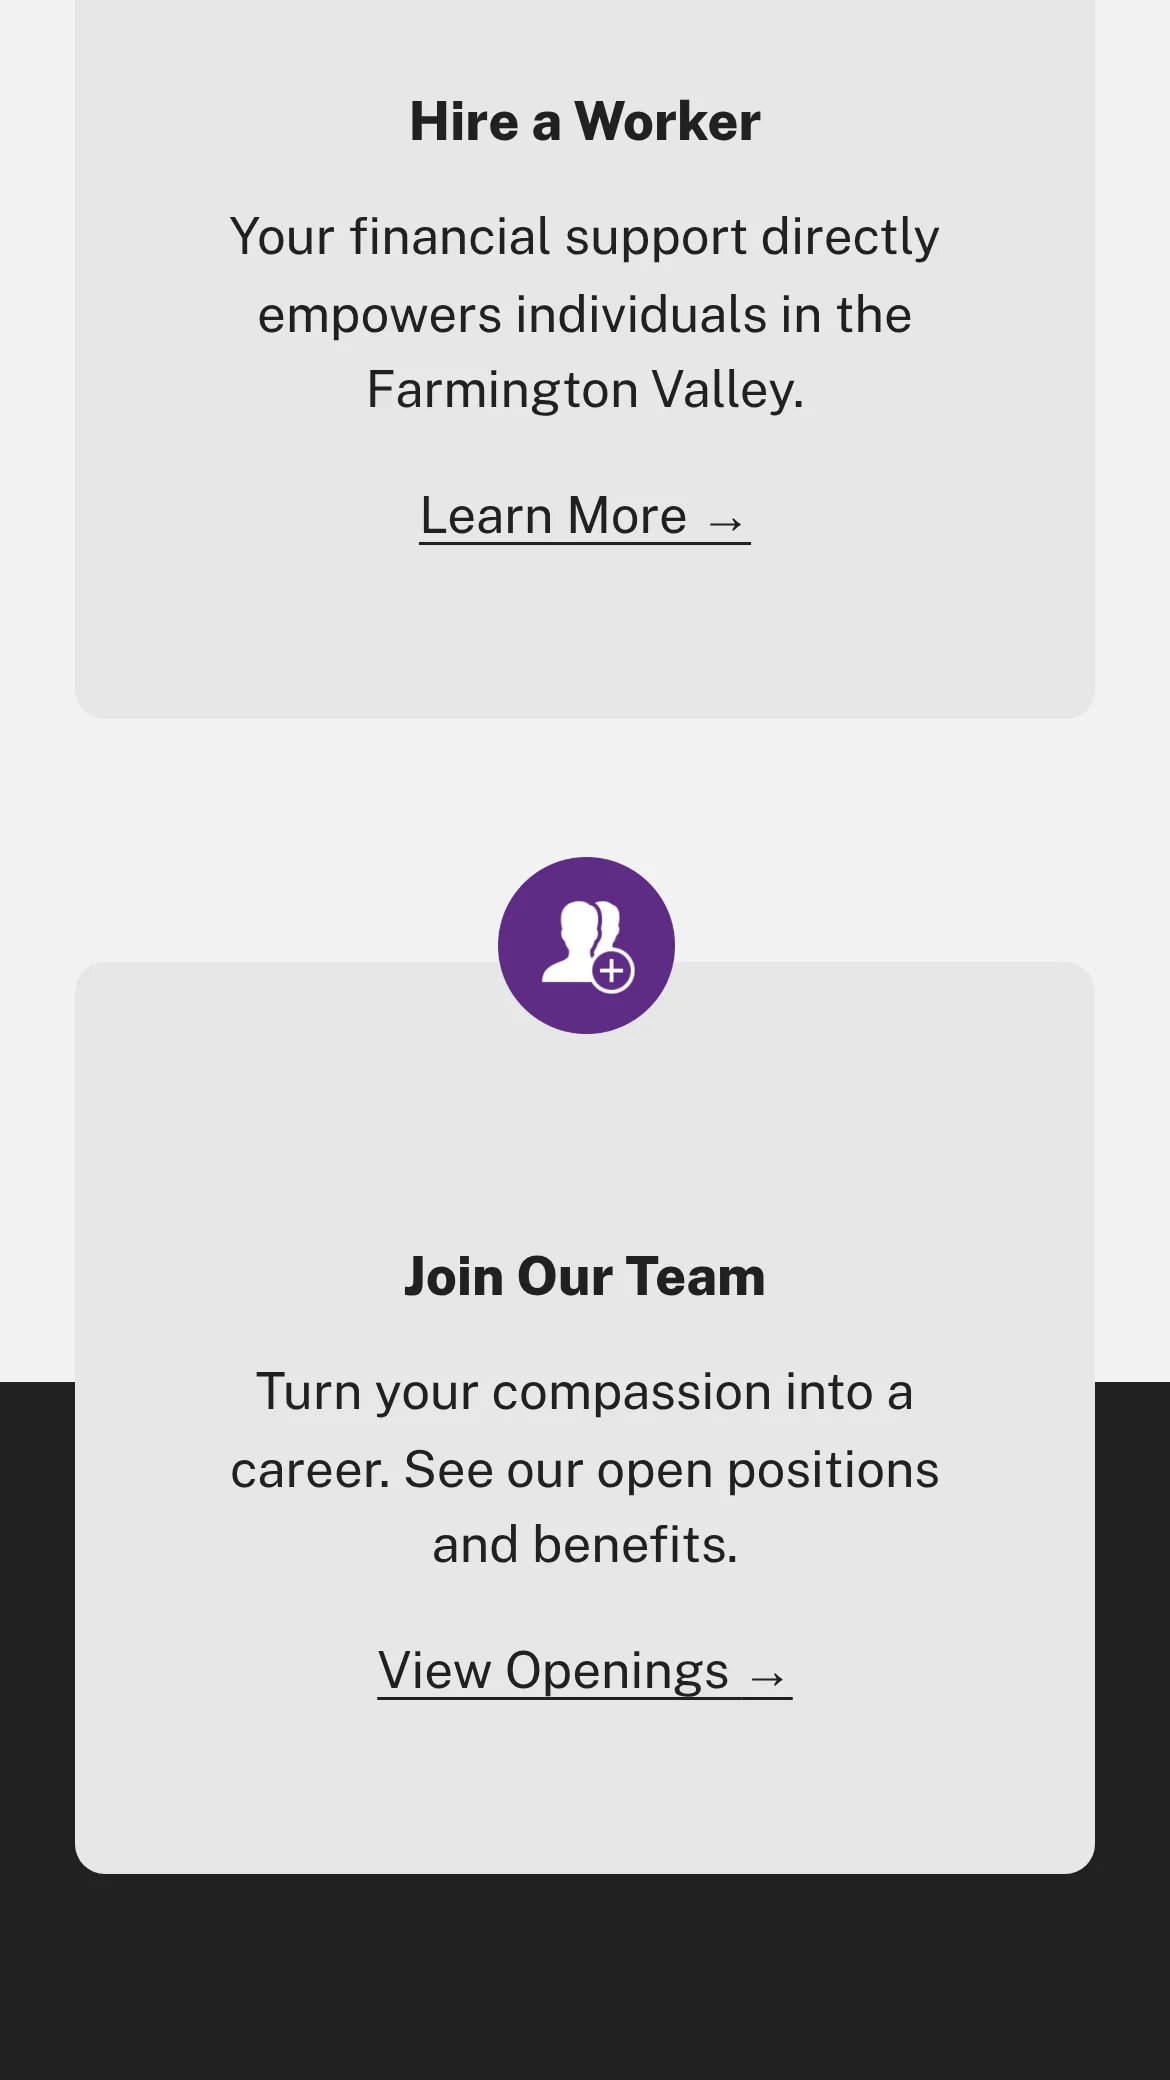 Hire a Worker
Your financial support directly
empowers individuals in the
Farmington Valley.
Learn More →
Join Our Team
Turn your compassion into a
career. See our open positions
and benefits.
View Openings →